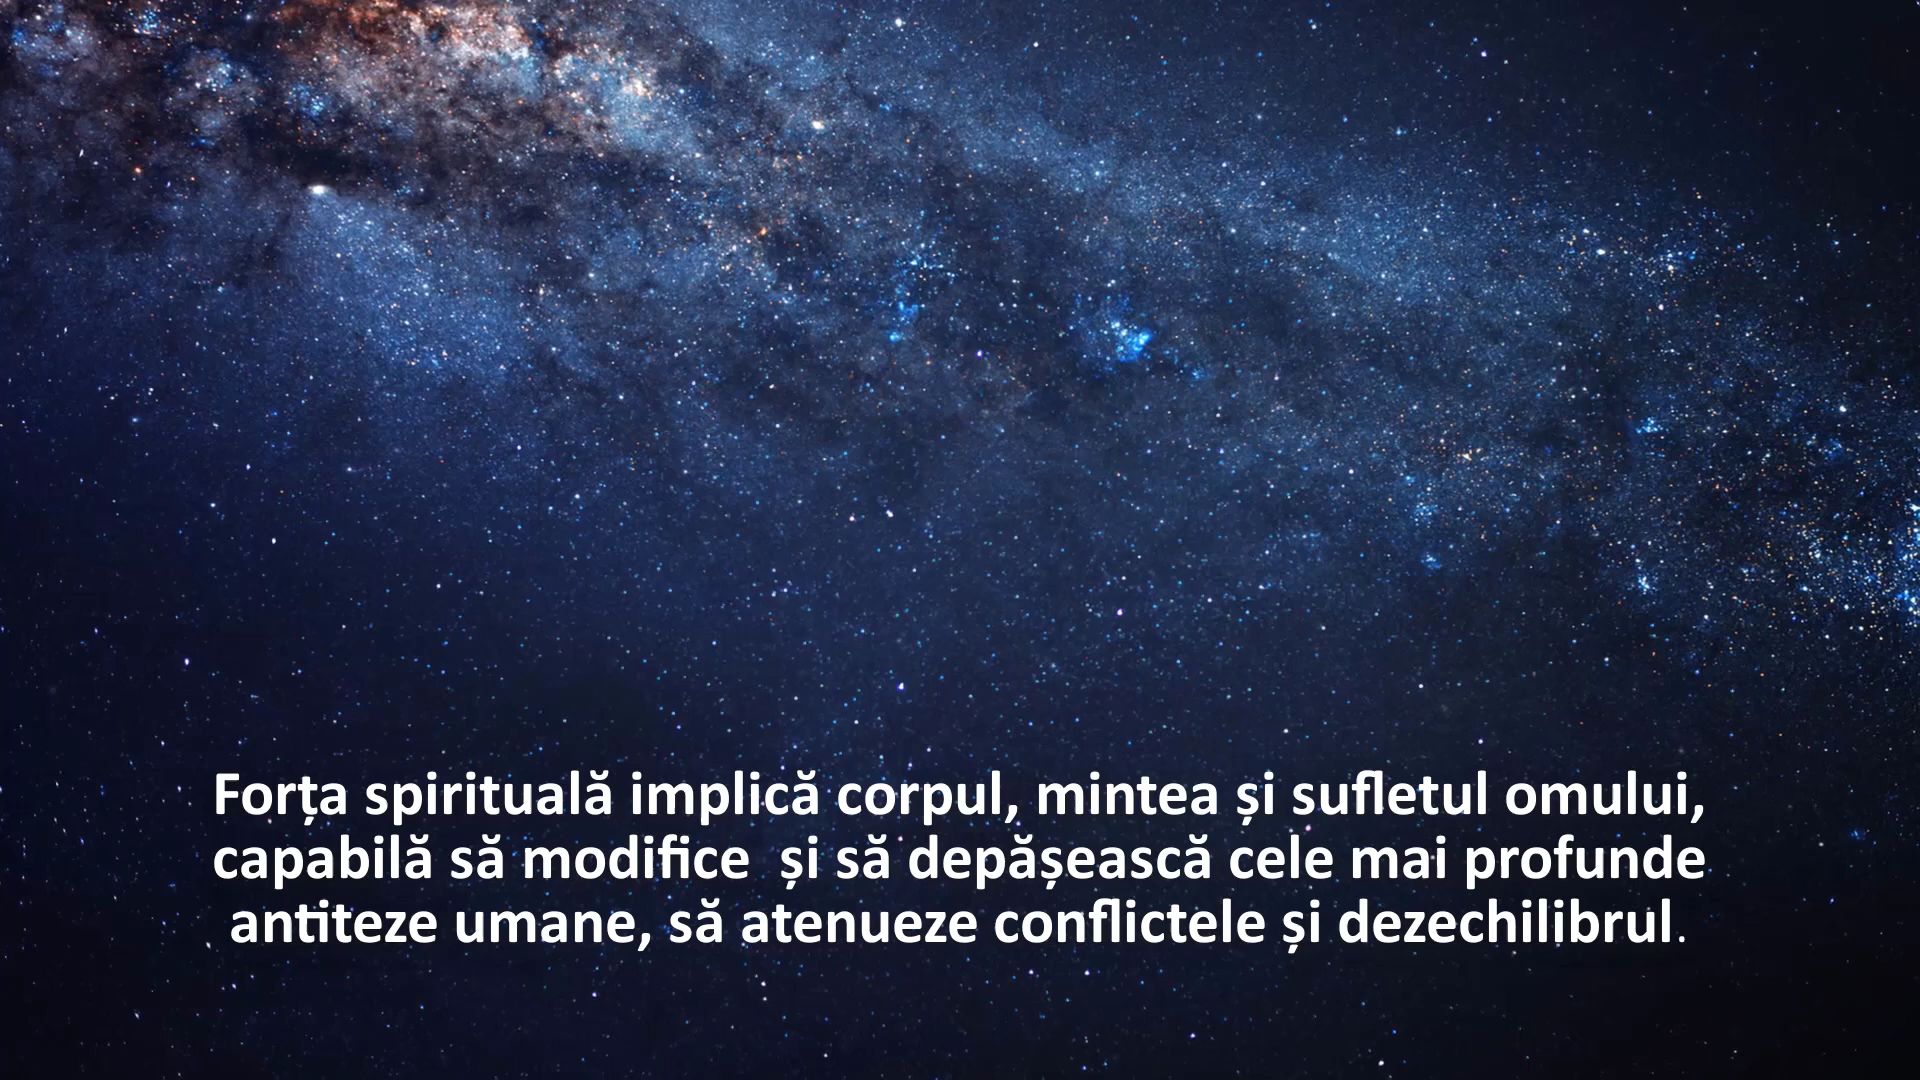 Forța spirituală implică corpul, mintea și sufletul omului,
capabilă să modifice  și să depășească cele mai profunde
antiteze umane, să atenueze conflictele și dezechilibrul.